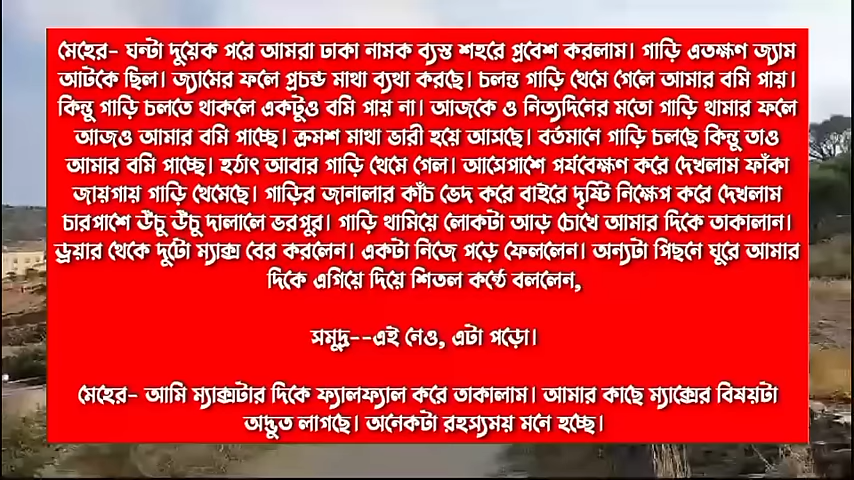 মেহের- ঘন্টা দুয়েক পরে আমরা ঢাকা নামক ব্যস্ত শহরে প্রবেশ করলাম। গাড়ি এতক্ষণ জ্যাম
আটকে ছিল। জ্যামের ফলে প্রচন্ড মাথা ব্যথা করছে। চলন্ত গাড়ি থেমে গেলে আমার বমি পায়।
কিন্তু গাড়ি চলতে থাকলে একটুও বমি পায় না। আজকে ও নিত্যদিনের মতো গাড়ি থামার ফলে
আজও আমার বমি পাচ্ছে। ক্রমশ মাথা ভারী হয়ে আসছে। বর্তমানে গাড়ি চলছে কিন্তু তাও
আমার বমি পাচ্ছে। হঠাৎ আবার গাড়ি থেমে গেল। আসেপাশে পর্যবেক্ষণ করে দেখলাম ফাঁকা
জায়গায় গাড়ি থেমেছে। গাড়ির জানালার কাঁচ ভেদ করে বাইরে দৃষ্টি নিক্ষেপ করে দেখলাম
চারপাশে উঁচু উঁচু দালালে ভরপুর। গাড়ি থামিয়ে লোকটা আড় চোখে আমার দিকে তাকালান।
ড্রয়ার থেকে দুটো ম্যাক্স বের করলেন। একটা নিজে পড়ে ফেললেন। অন্যটা পিছনে ঘুরে আমার
দিকে এগিয়ে দিয়ে শিতল কন্ঠে বললেন,
সমুদ্র--এই নেও, এটা পড়ো।
মেহের- আমি ম্যাক্সটার দিকে ফ্যালফ্যাল করে তাকালাম। আমার কাছে ম্যাক্সের বিষয়টা
অদ্ভুত লাগছে। অনেকটা রহস্যময় মনে হচ্ছে।